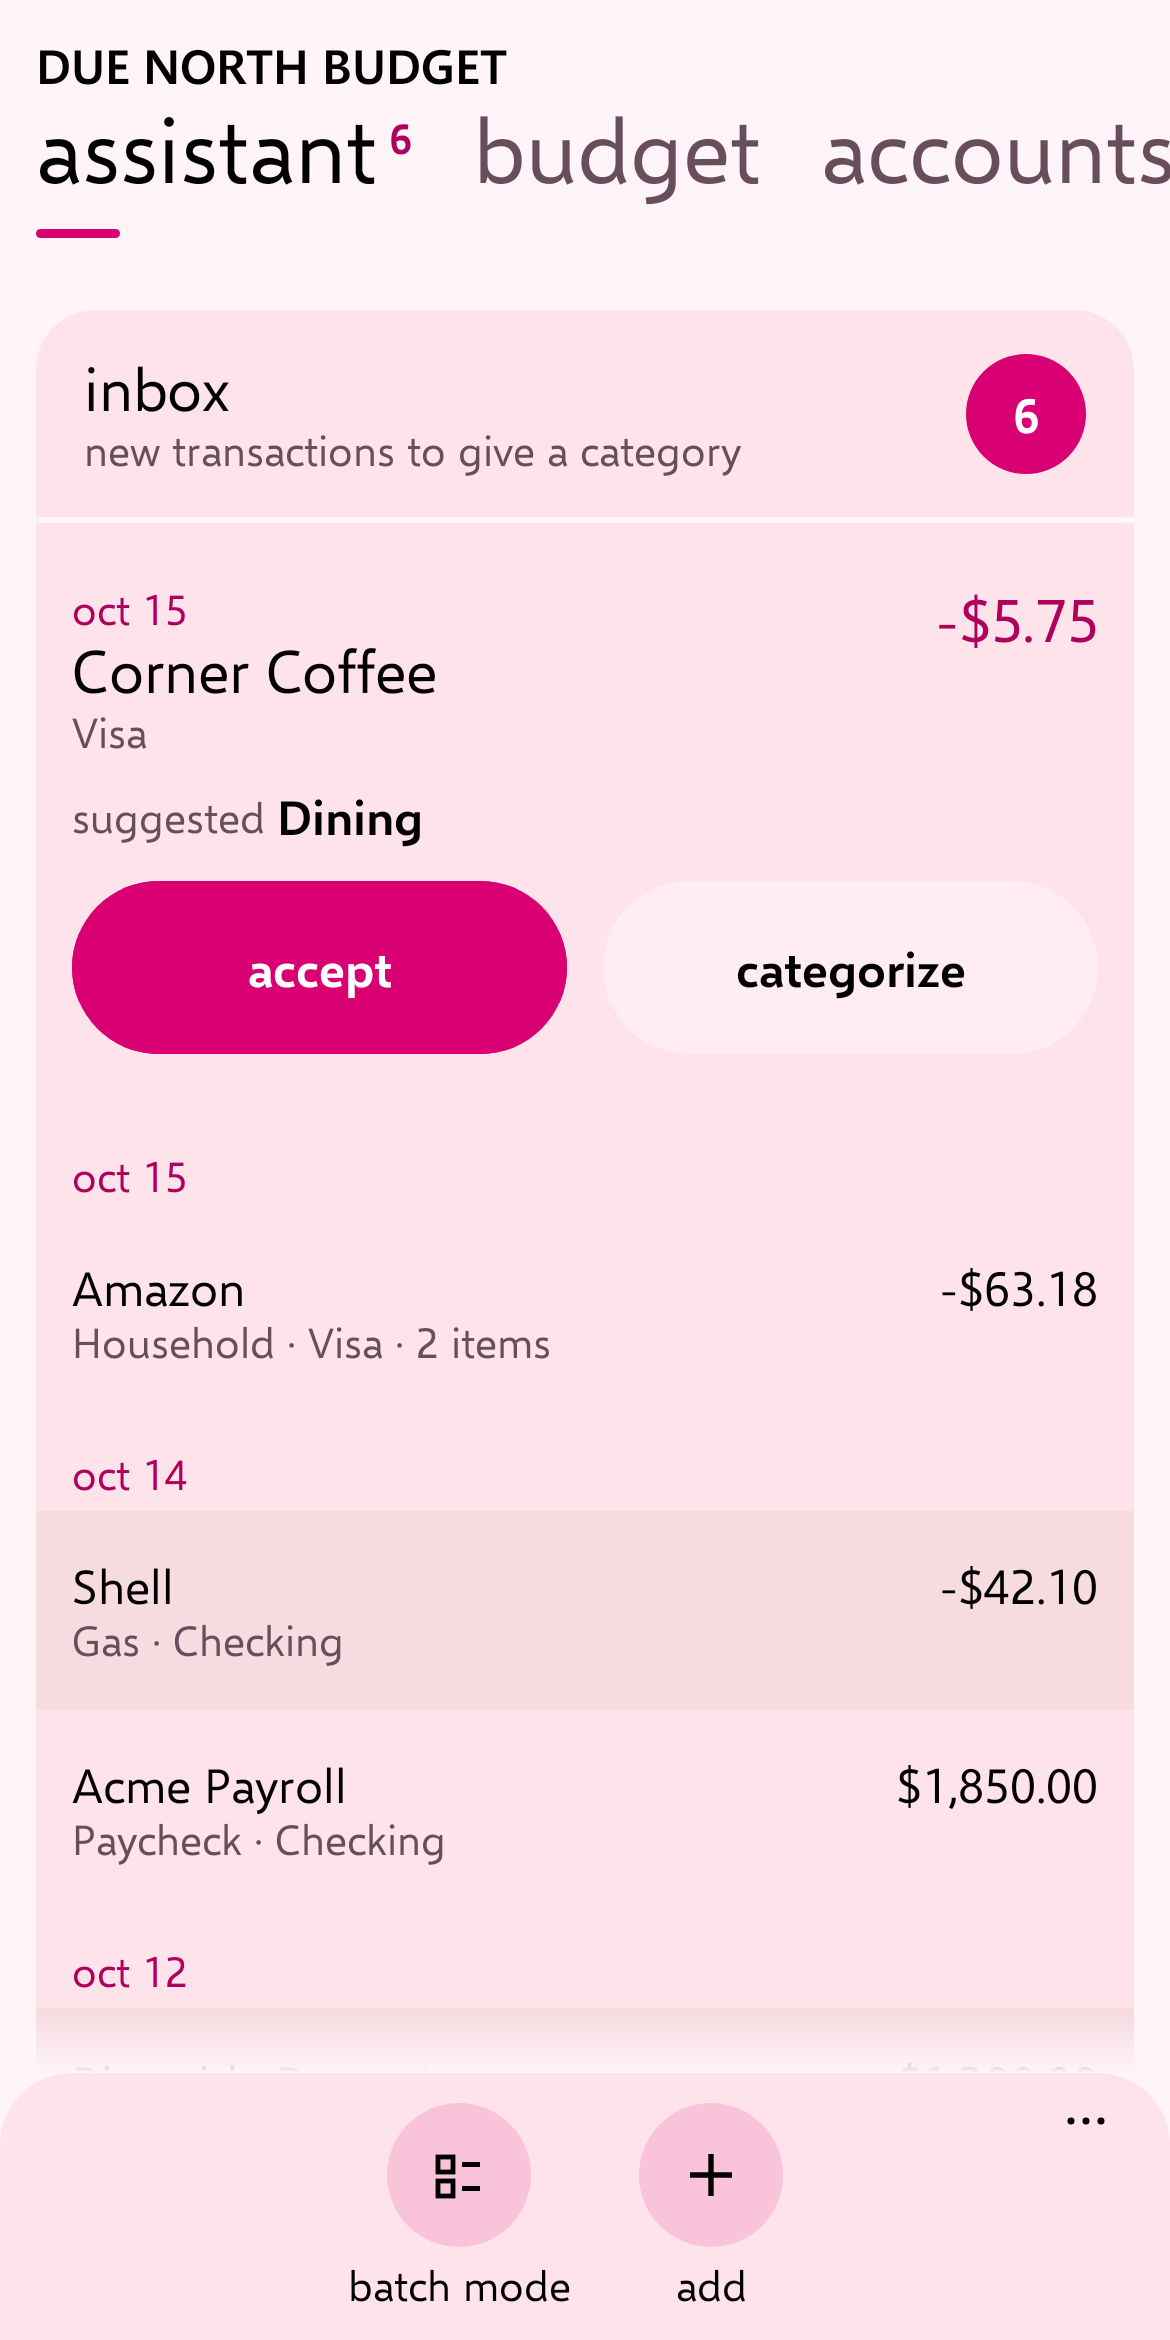 DUE NORTH BUDGET
assistant 6 budget accounts
inbox
new transactions to give a category
6
oct 15
-$5.75
Corner Coffee
Visa
suggested Dining
accept
categorize
oct 15
Amazon
-$63.18
Household · Visa · 2 items
oct 14
Shell
-$42.10
Gas · Checking
Acme Payroll
$1,850.00
Paycheck · Checking
oct 12
batch mode
add